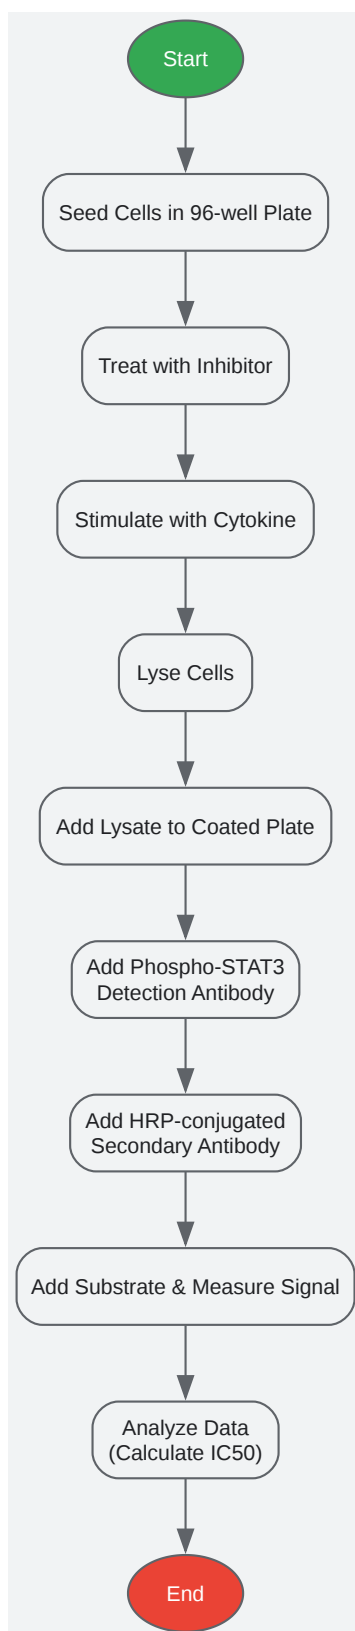 Start
Seed Cells in 96-well Plate
Treat with Inhibitor
Stimulate with Cytokine
Lyse Cells
Add Lysate to Coated Plate
Add Phospho-STAT3
Detection Antibody
Add HRP-conjugated
Secondary Antibody
Add Substrate & Measure Signal
Analyze Data
(Calculate IC50)
End